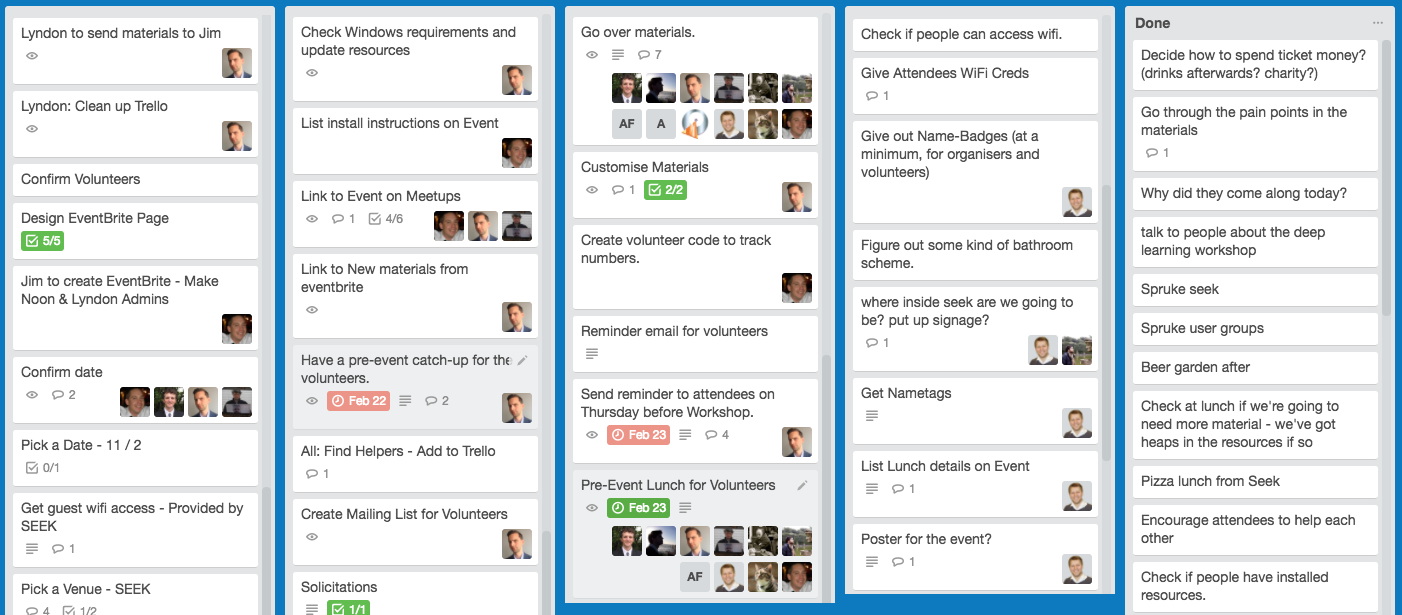 Lyndon to send materials to Jim
Lyndon: Clean up Trello
Confirm Volunteers
Design EventBrite Page
5/5
Jim to create EventBrite - Make
Noon & Lyndon Admins
Confirm date
2
Pick a Date - 11 / 2
0/1
Get guest wifi access - Provided by
SEEK
1
Pick a Venue - SEEK
4 1/2
Check Windows requirements and
update resources
List install instructions on Event
Link to Event on Meetups
1 4/6
Link to New materials from
eventbrite
Have a pre-event catch-up for the
volunteers.
Feb 22 2
All: Find Helpers - Add to Trello
1
Create Mailing List for Volunteers
Solicitations
1/1
Go over materials.
7
AF A
Customise Materials
1 2/2
Create volunteer code to track
numbers.
Reminder email for volunteers
Send reminder to attendees on
Thursday before Workshop.
Feb 23 4
Pre-Event Lunch for Volunteers
Feb 23
AF
Check if people can access wifi.
Give Attendees WiFi Creds
1
Give out Name-Badges (at a
minimum, for organisers and
volunteers)
Figure out some kind of bathroom
scheme.
where inside seek are we going to
be? put up signage?
1
Get Nametags
List Lunch details on Event
1
Poster for the event?
1
Done
Decide how to spend ticket money?
(drinks afterwards? charity?)
Go through the pain points in the
materials
1
Why did they come along today?
talk to people about the deep
learning workshop
Spruke seek
Spruke user groups
Beer garden after
Check at lunch if we're going to
need more material - we've got
heaps in the resources if so
Pizza lunch from Seek
Encourage attendees to help each
other
Check if people have installed
resources.